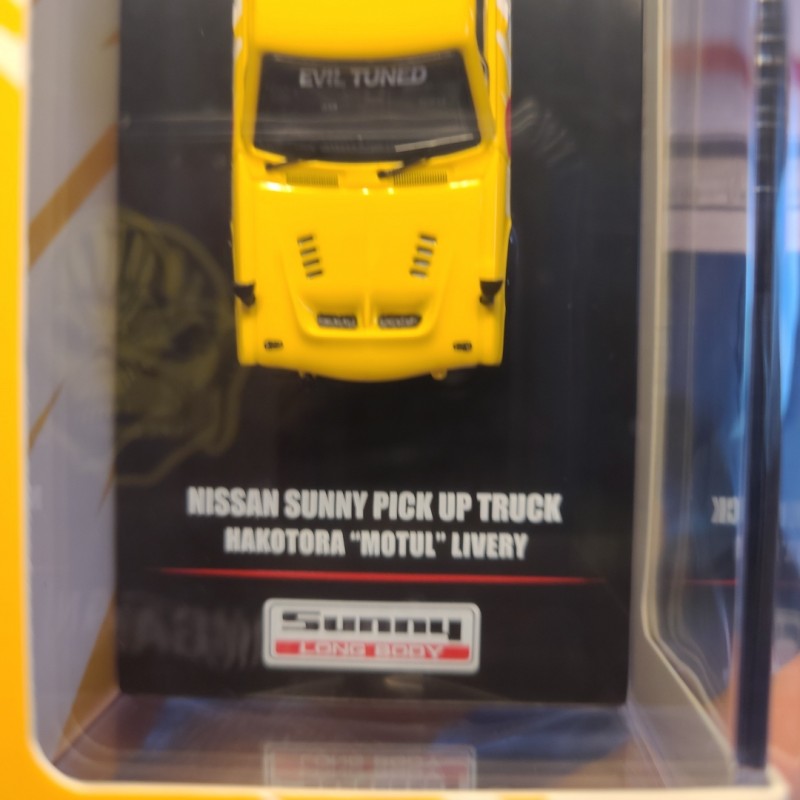 EVIL TUNED
NISSAN SUNNY PICK UP TRUCK
HAKOTORA "MOTUL" LIVERY
Sunny
LONG BODY